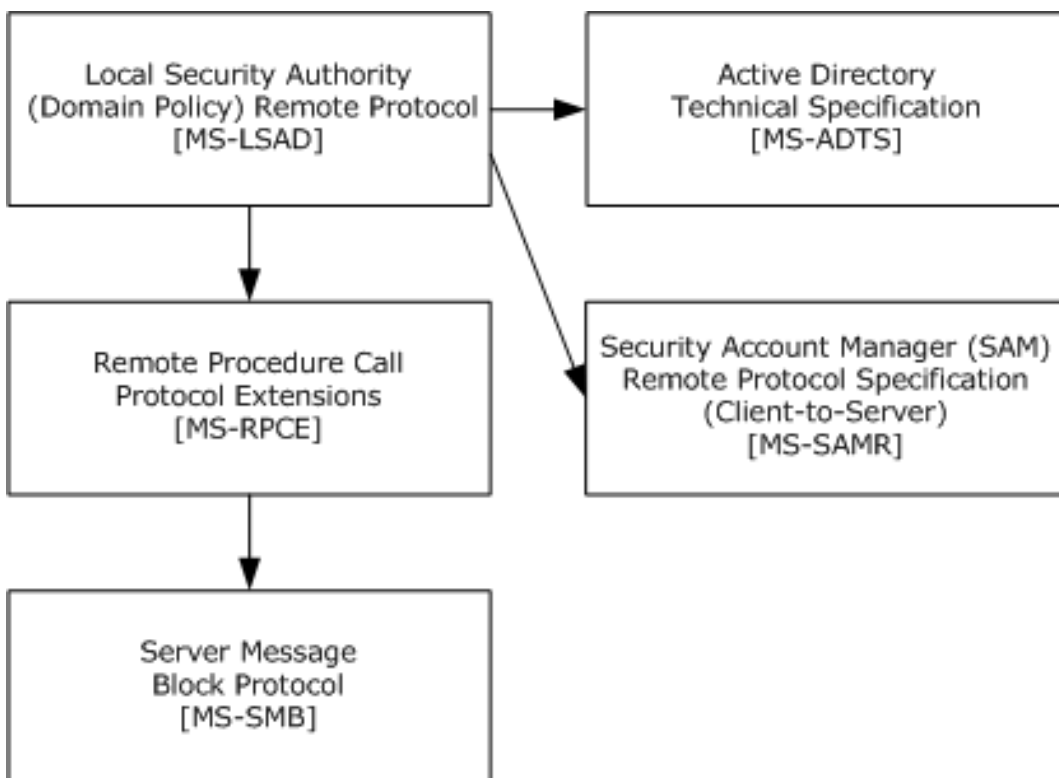 Local Security Authority
(Domain Policy) Remote Protocol
[MS-LSAD]
Active Directory
Technical Specification
[MS-ADTS]
Remote Procedure Call
Protocol Extensions
[MS-RPCE]
Security Account Manager (SAM)
Remote Protocol Specification
(Client-to-Server)
[MS-SAMR]
Server Message
Block Protocol
[MS-SMB]